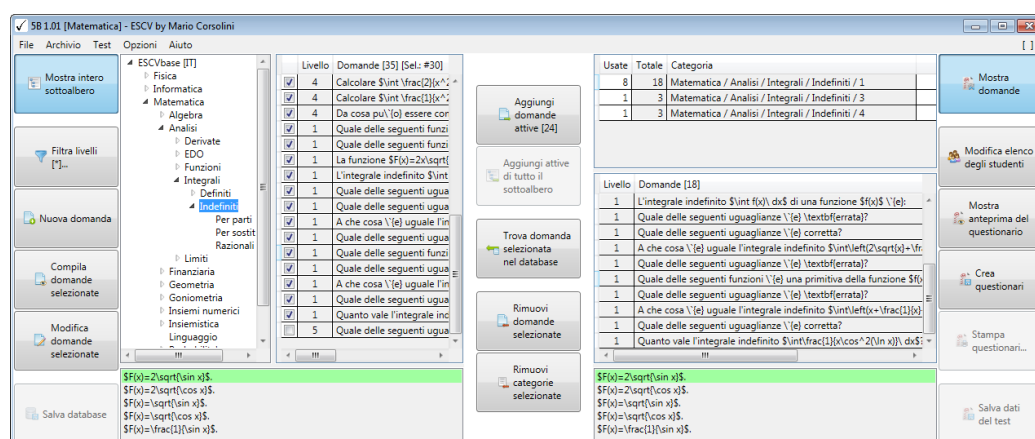 5B 1.01 [Matematica] - ESCV by Mario Corsolini
File Archivio Test Opzioni Aiuto [ ]
Mostra intero
sottoalbero
Filtra livelli
[*]...
Nuova domanda
Compila
domande
selezionate
Modifica
domande
selezionate
Salva database
ESCVbase [IT]
Fisica
Informatica
Matematica
Algebra
Analisi
Derivate
EDO
Funzioni
Integrali
Definiti
Indefiniti
Per parti
Per sostit
Razionali
Limiti
Finanziaria
Geometria
Goniometria
Insiemi numerici
Insiemistica
Linguaggio
Livello Domande [35] [Sel.: #30]
4 Calcolare $\int \frac{2}{x^2
4 Calcolare $\int \frac{1}{x^2
4 Da cosa pu\`{o} essere con
1 Quale delle seguenti funzi
1 Quale delle seguenti funzi
1 La funzione $F(x)=2x\sqrt{
1 L'integrale indefinito $\int
1 Quale delle seguenti ugua
1 Quale delle seguenti ugua
1 A che cosa \`{e} uguale l'in
1 Quale delle seguenti ugua
1 Quale delle seguenti funzi
1 Quale delle seguenti ugua
1 A che cosa \`{e} uguale l'in
1 Quale delle seguenti ugua
1 Quanto vale l'integrale ind
5 Quale delle seguenti ugua
$F(x)=2\sqrt{\sin x}$.
$F(x)=2\sqrt{\cos x}$.
$F(x)=\sqrt{\sin x}$.
$F(x)=\sqrt{\cos x}$.
$F(x)=\frac{1}{\sin x}$.
Aggiungi
domande
attive [24]
Aggiungi attive
di tutto il
sottoalbero
Trova domanda
selezionata
nel database
Rimuovi
domande
selezionate
Rimuovi
categorie
selezionate
Usate Totale Categoria
8 18 Matematica / Analisi / Integrali / Indefiniti / 1
1 3 Matematica / Analisi / Integrali / Indefiniti / 3
1 3 Matematica / Analisi / Integrali / Indefiniti / 4
Livello Domande [18]
1 L'integrale indefinito $\int f(x)\ dx$ di una funzione $f(x)$ \`{e}:
1 Quale delle seguenti uguaglianze \`{e} \textbf{errata}?
1 Quale delle seguenti uguaglianze \`{e} corretta?
1 A che cosa \`{e} uguale l'integrale indefinito $\int\left(2\sqrt{x}+\fra
1 Quale delle seguenti uguaglianze \`{e} \textbf{errata}?
1 Quale delle seguenti funzioni \`{e} una primitiva della funzione $f(x
1 Quale delle seguenti uguaglianze \`{e} \textbf{errata}?
1 A che cosa \`{e} uguale l'integrale indefinito $\int\left(x+\frac{1}{x}
1 Quale delle seguenti uguaglianze \`{e} corretta?
1 Quanto vale l'integrale indefinito $\int\frac{1}{x\cos^2(\ln x)}\ dx$?
$F(x)=2\sqrt{\sin x}$.
$F(x)=2\sqrt{\cos x}$.
$F(x)=\sqrt{\sin x}$.
$F(x)=\sqrt{\cos x}$.
$F(x)=\frac{1}{\sin x}$.
Mostra
domande
Modifica elenco
degli studenti
Mostra
anteprima del
questionario
Crea
questionari
Stampa
questionari...
Salva dati
del test